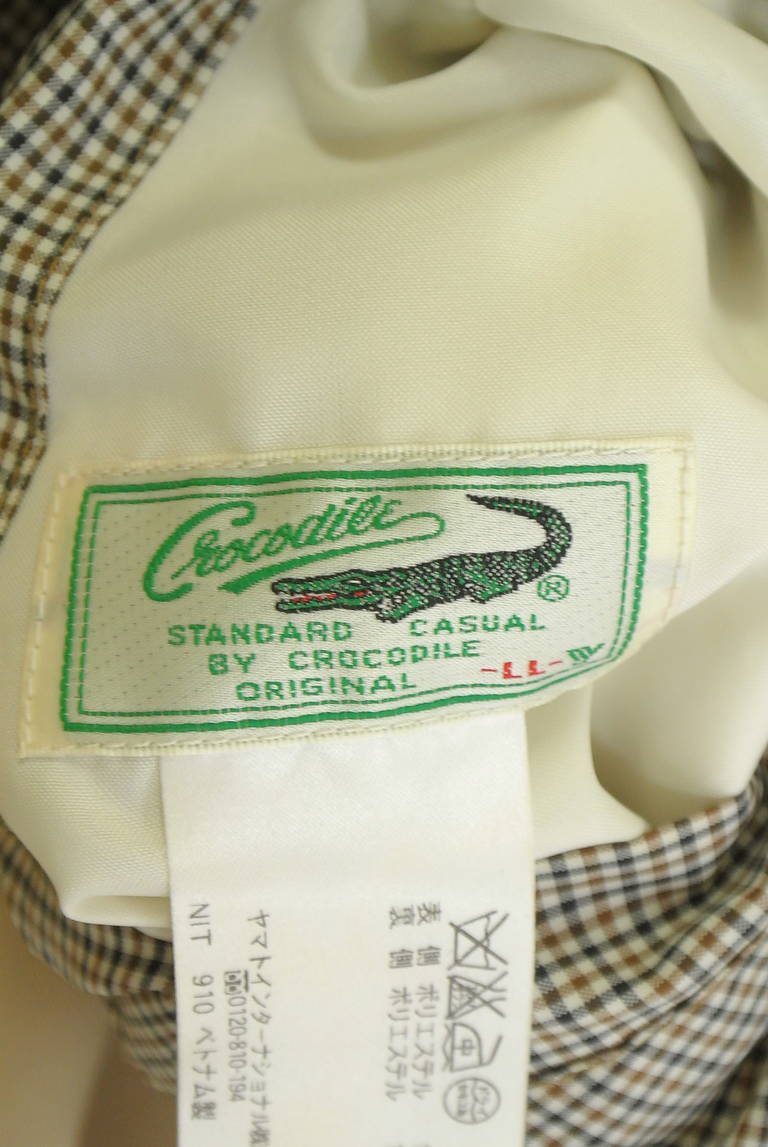 Crocodile
®
STANDARD CASUAL
BY CROCODILE
ORIGINAL
-LL-
表側 ポリエステル
裏側 ポリエステル
中
ヤマトインターナショナル㈱
0120-810-194
NIT 910 ベトナム製